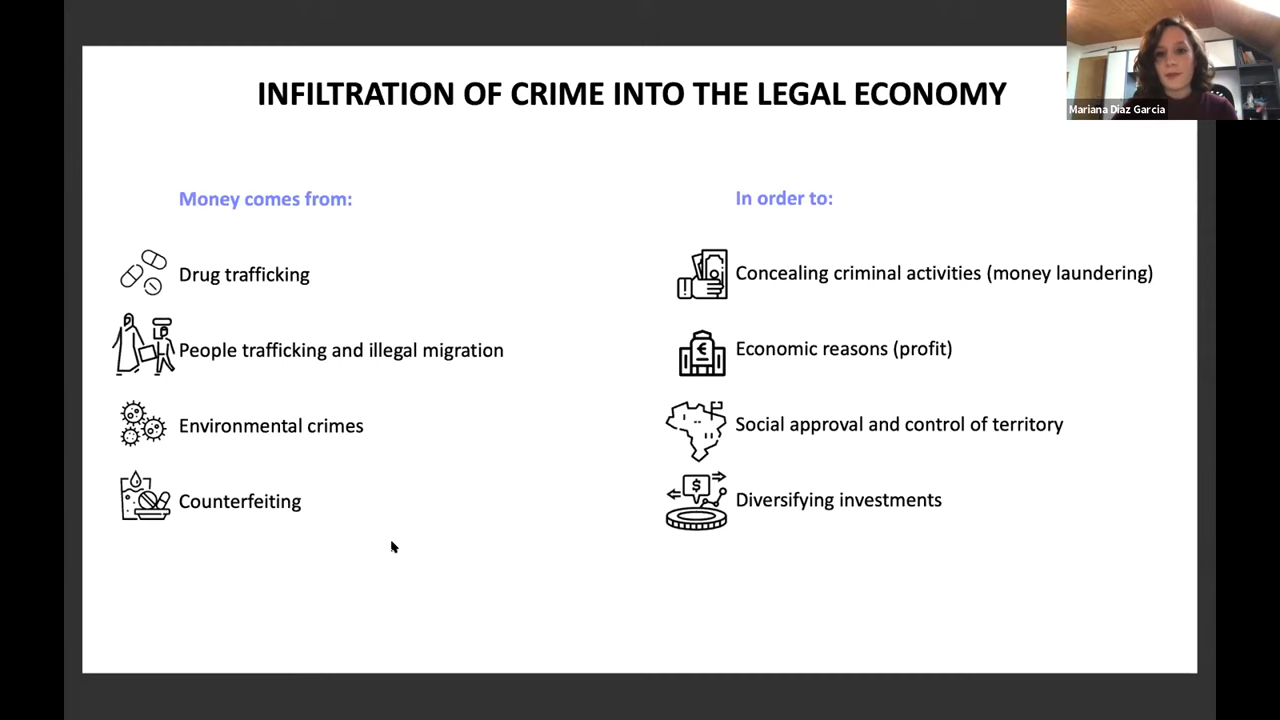 INFILTRATION OF CRIME INTO THE LEGAL ECONOMY
Mariana Diaz Garcia
Money comes from:
Drug trafficking
People trafficking and illegal migration
Environmental crimes
Counterfeiting
In order to:
Concealing criminal activities (money laundering)
€
Economic reasons (profit)
Social approval and control of territory
$
Diversifying investments